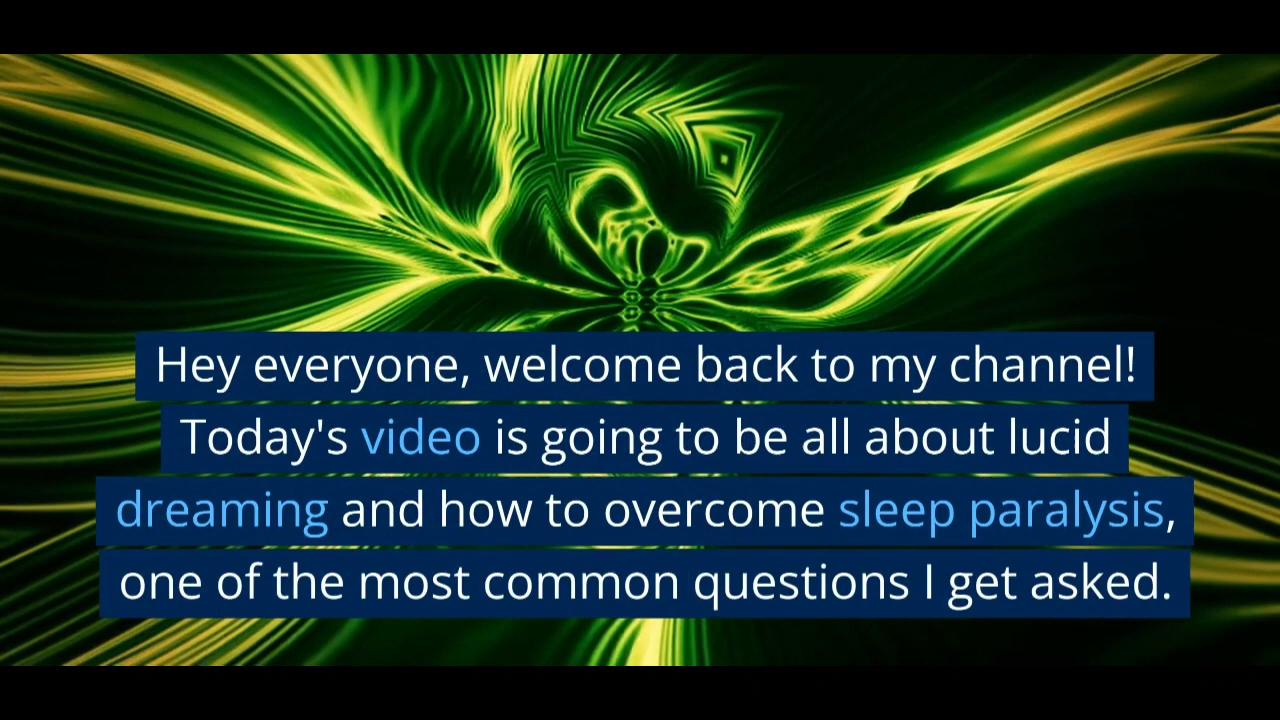 Hey everyone, welcome back to my channel!
Today's video is going to be all about lucid
dreaming and how to overcome sleep paralysis,
one of the most common questions I get asked.